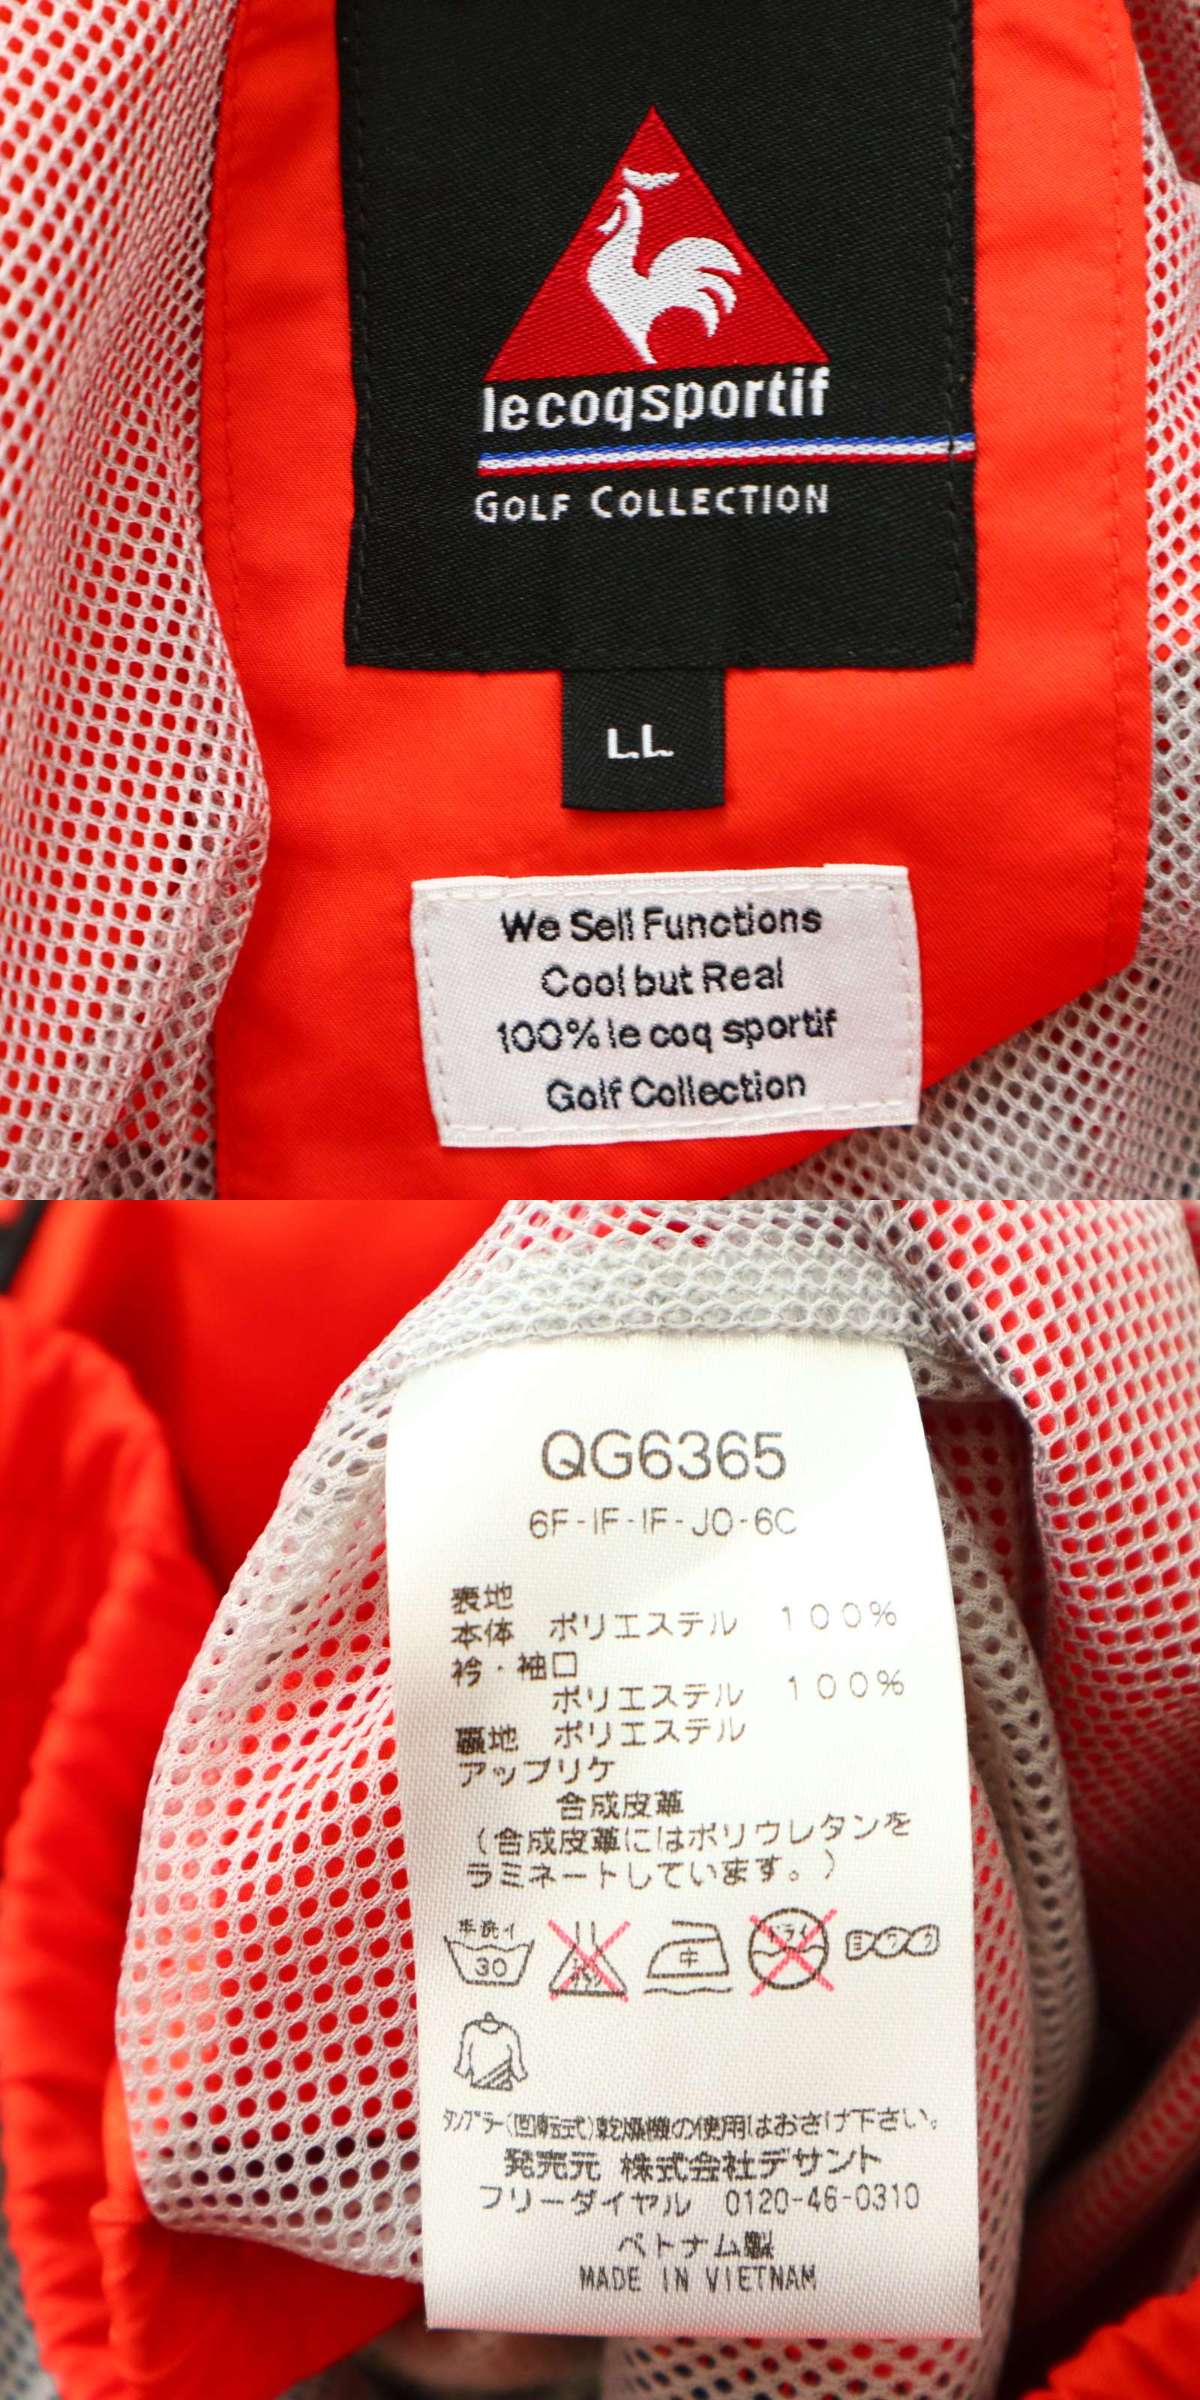 lecoqsportif
GOLF COLLECTION
LL
We Sell Functions
Cool but Real
100% le coq sportif
Golf Collection
QG6365
6F-IF-IF-JO-6C
表地
本体 ポリエステル 100%
衿・袖口
ポリエステル 100%
裏地 ポリエステル
アップリケ
合成皮革
(合成皮革にはポリウレタンを
ラミネートしています。)
手洗イ 30 中 ドライ ヨワク
タンブラー(回転式)乾燥機の使用はおさけ下さい。
発売元 株式会社デサント
フリーダイヤル 0120-46-0310
ベトナム製
MADE IN VIETNAM